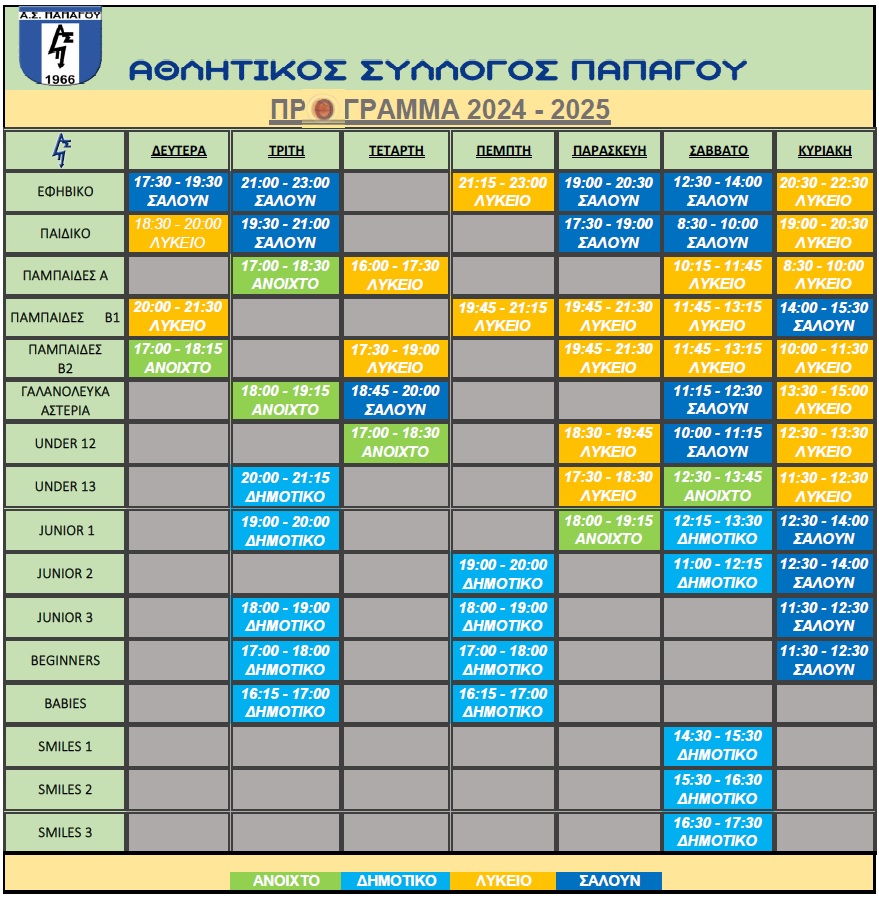 Α.Σ. ΠΑΠΑΓΟΥ
1966
ΑΘΛΗΤΙΚΟΣ ΣΥΛΛΟΓΟΣ ΠΑΠΑΓΟΥ
ΠΡΟΓΡΑΜΜΑ 2024 - 2025
ΔΕΥΤΕΡΑ ΤΡΙΤΗ ΤΕΤΑΡΤΗ ΠΕΜΠΤΗ ΠΑΡΑΣΚΕΥΗ ΣΑΒΒΑΤΟ ΚΥΡΙΑΚΗ
ΕΦΗΒΙΚΟ
17:30 - 19:30 21:00 - 23:00 21:15 - 23:00 19:00 - 20:30 12:30 - 14:00 20:30 - 22:30
ΣΑΛΟΥΝ ΣΑΛΟΥΝ ΛΥΚΕΙΟ ΣΑΛΟΥΝ ΣΑΛΟΥΝ ΛΥΚΕΙΟ
ΠΑΙΔΙΚΟ
18:30 - 20:00 19:30 - 21:00 17:30 - 19:00 8:30 - 10:00 19:00 - 20:30
ΛΥΚΕΙΟ ΣΑΛΟΥΝ ΣΑΛΟΥΝ ΣΑΛΟΥΝ ΛΥΚΕΙΟ
ΠΑΜΠΑΙΔΕΣ Α
17:00 - 18:30 16:00 - 17:30 10:15 - 11:45 8:30 - 10:00
ΑΝΟΙΧΤΟ ΛΥΚΕΙΟ ΛΥΚΕΙΟ ΛΥΚΕΙΟ
ΠΑΜΠΑΙΔΕΣ Β1
20:00 - 21:30 19:45 - 21:15 19:45 - 21:30 11:45 - 13:15 14:00 - 15:30
ΛΥΚΕΙΟ ΛΥΚΕΙΟ ΛΥΚΕΙΟ ΛΥΚΕΙΟ ΣΑΛΟΥΝ
ΠΑΜΠΑΙΔΕΣ
Β2
17:00 - 18:15 17:30 - 19:00 19:45 - 21:30 11:45 - 13:15 10:00 - 11:30
ΑΝΟΙΧΤΟ ΛΥΚΕΙΟ ΛΥΚΕΙΟ ΛΥΚΕΙΟ ΛΥΚΕΙΟ
ΓΑΛΑΝΟΛΕΥΚΑ
ΑΣΤΕΡΙΑ
18:00 - 19:15 18:45 - 20:00 11:15 - 12:30 13:30 - 15:00
ΑΝΟΙΧΤΟ ΣΑΛΟΥΝ ΣΑΛΟΥΝ ΛΥΚΕΙΟ
UNDER 12
17:00 - 18:30 18:30 - 19:45 10:00 - 11:15 12:30 - 13:30
ΑΝΟΙΧΤΟ ΛΥΚΕΙΟ ΣΑΛΟΥΝ ΛΥΚΕΙΟ
UNDER 13
20:00 - 21:15 17:30 - 18:30 12:30 - 13:45 11:30 - 12:30
ΔΗΜΟΤΙΚΟ ΛΥΚΕΙΟ ΑΝΟΙΧΤΟ ΛΥΚΕΙΟ
JUNIOR 1
19:00 - 20:00 18:00 - 19:15 12:15 - 13:30 12:30 - 14:00
ΔΗΜΟΤΙΚΟ ΑΝΟΙΧΤΟ ΔΗΜΟΤΙΚΟ ΣΑΛΟΥΝ
JUNIOR 2
19:00 - 20:00 11:00 - 12:15 12:30 - 14:00
ΔΗΜΟΤΙΚΟ ΔΗΜΟΤΙΚΟ ΣΑΛΟΥΝ
JUNIOR 3
18:00 - 19:00 18:00 - 19:00 11:30 - 12:30
ΔΗΜΟΤΙΚΟ ΔΗΜΟΤΙΚΟ ΣΑΛΟΥΝ
BEGINNERS
17:00 - 18:00 17:00 - 18:00 11:30 - 12:30
ΔΗΜΟΤΙΚΟ ΔΗΜΟΤΙΚΟ ΣΑΛΟΥΝ
BABIES
16:15 - 17:00 16:15 - 17:00
ΔΗΜΟΤΙΚΟ ΔΗΜΟΤΙΚΟ
SMILES 1
14:30 - 15:30
ΔΗΜΟΤΙΚΟ
SMILES 2
15:30 - 16:30
ΔΗΜΟΤΙΚΟ
SMILES 3
16:30 - 17:30
ΔΗΜΟΤΙΚΟ
ΑΝΟΙΧΤΟ ΔΗΜΟΤΙΚΟ ΛΥΚΕΙΟ ΣΑΛΟΥΝ